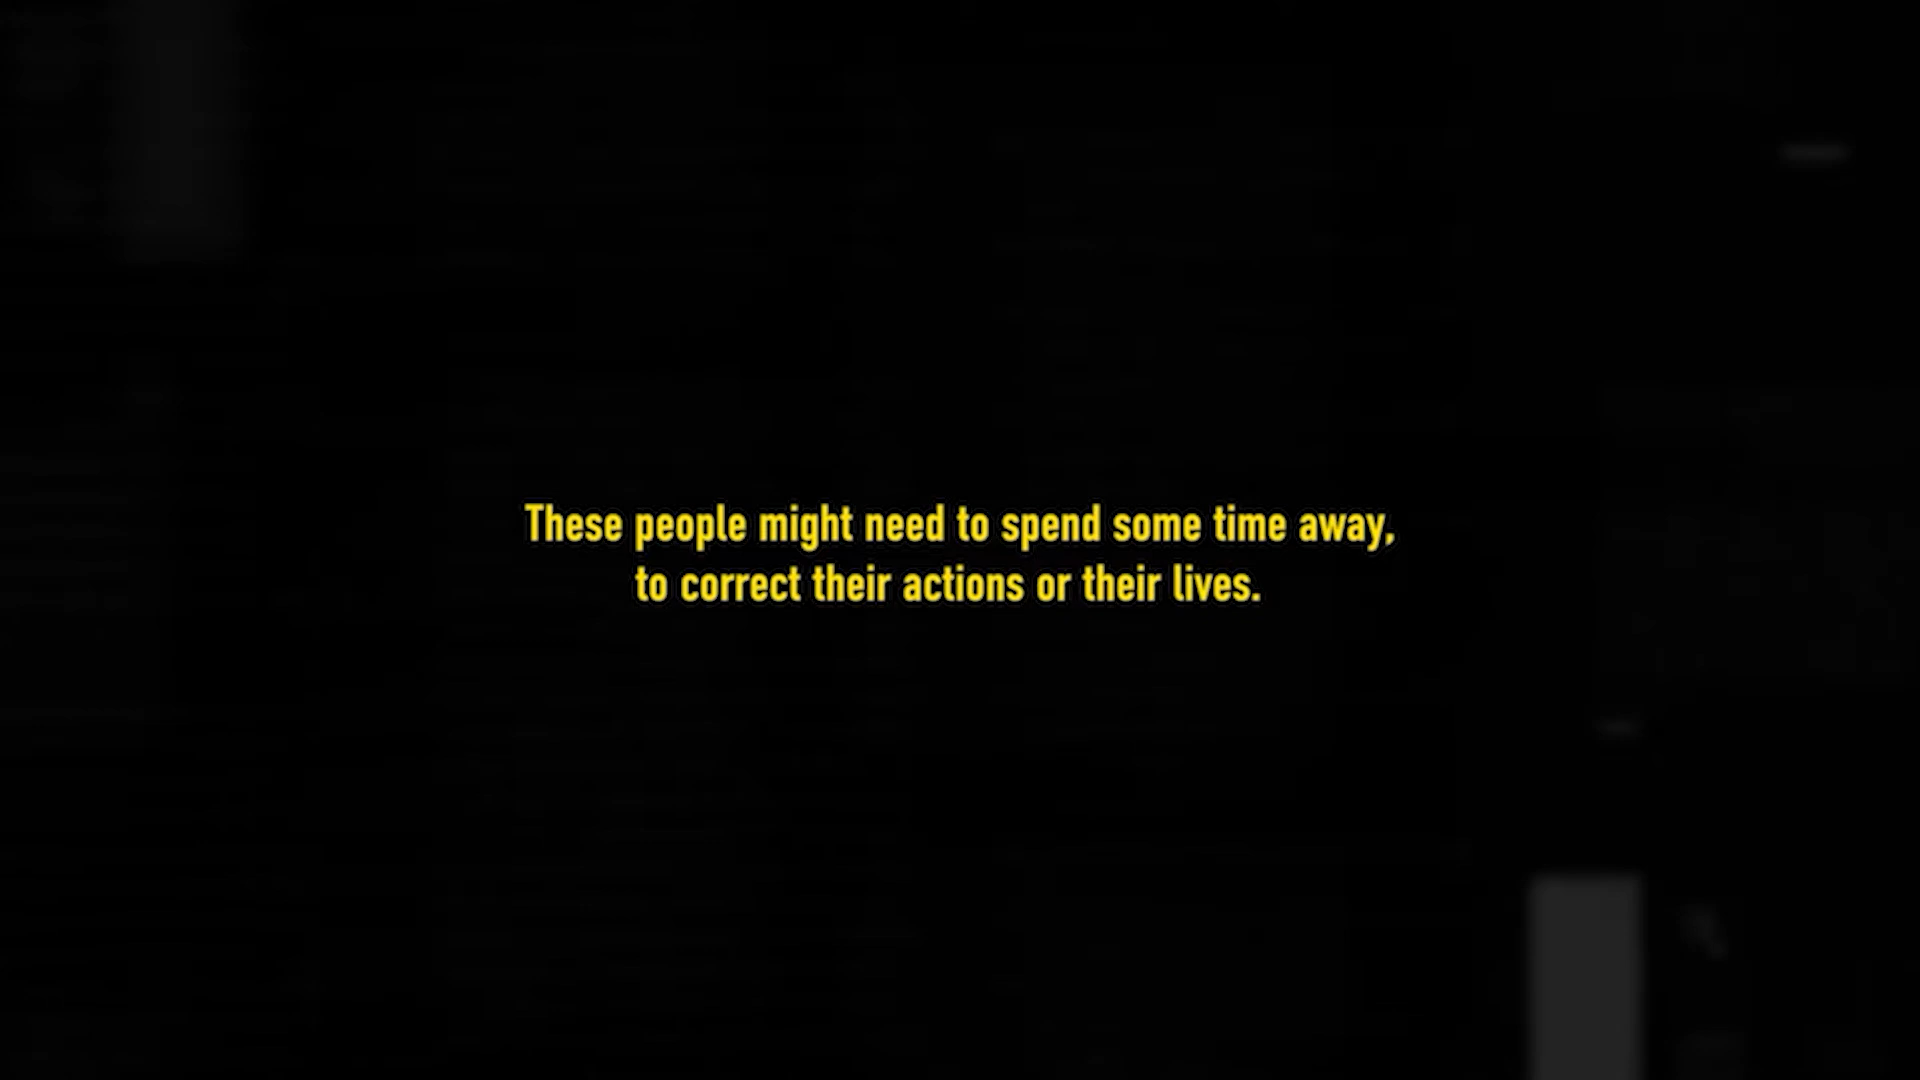 These people might need to spend some time away,
to correct their actions or their lives.